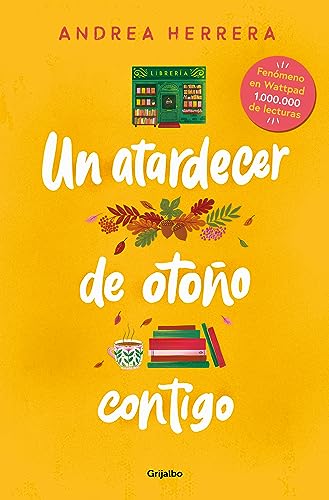 ANDREA HERRERA
LIBRERÍA
Fenómeno
en Wattpad
1.000.000
de lecturas
Un atardecer
de otoño
contigo
Grijalbo